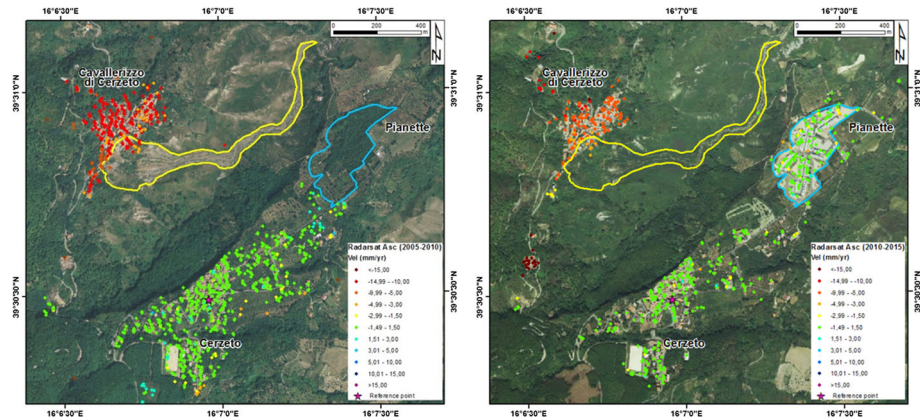 16°6'30"E 16°7'0"E 16°7'30"E
0 200 400
m
N
Cavallerizzo
di Cerzeto
39°31'0"N
39°30'30"N
Radarsat Asc (2005-2010)
Vel (mm/yr)
<-15,00
-14,99 - -10,00
-9,99 - -5,00
-4,99 - -3,00
-2,99 - -1,50
-1,49 - 1,50
1,51 - 3,00
3,01 - 5,00
5,01 - 10,00
10,01 - 15,00
>15,00
Reference point
Cerzeto
16°6'30"E 16°7'0"E 16°7'30"E
16°6'30"E 16°7'0"E 16°7'30"E
0 200 400
m
N
Cavallerizzo
di Cerzeto
39°31'0"N
Pianette
39°30'30"N
Radarsat Asc (2010-2015)
Vel (mm/yr)
<-15,00
-14,99 - -10,00
-9,99 - -5,00
-4,99 - -3,00
-2,99 - -1,50
-1,49 - 1,50
1,51 - 3,00
3,01 - 5,00
5,01 - 10,00
10,01 - 15,00
>15,00
Reference point
Cerzeto
16°6'30"E 16°7'0"E 16°7'30"E
Pianette